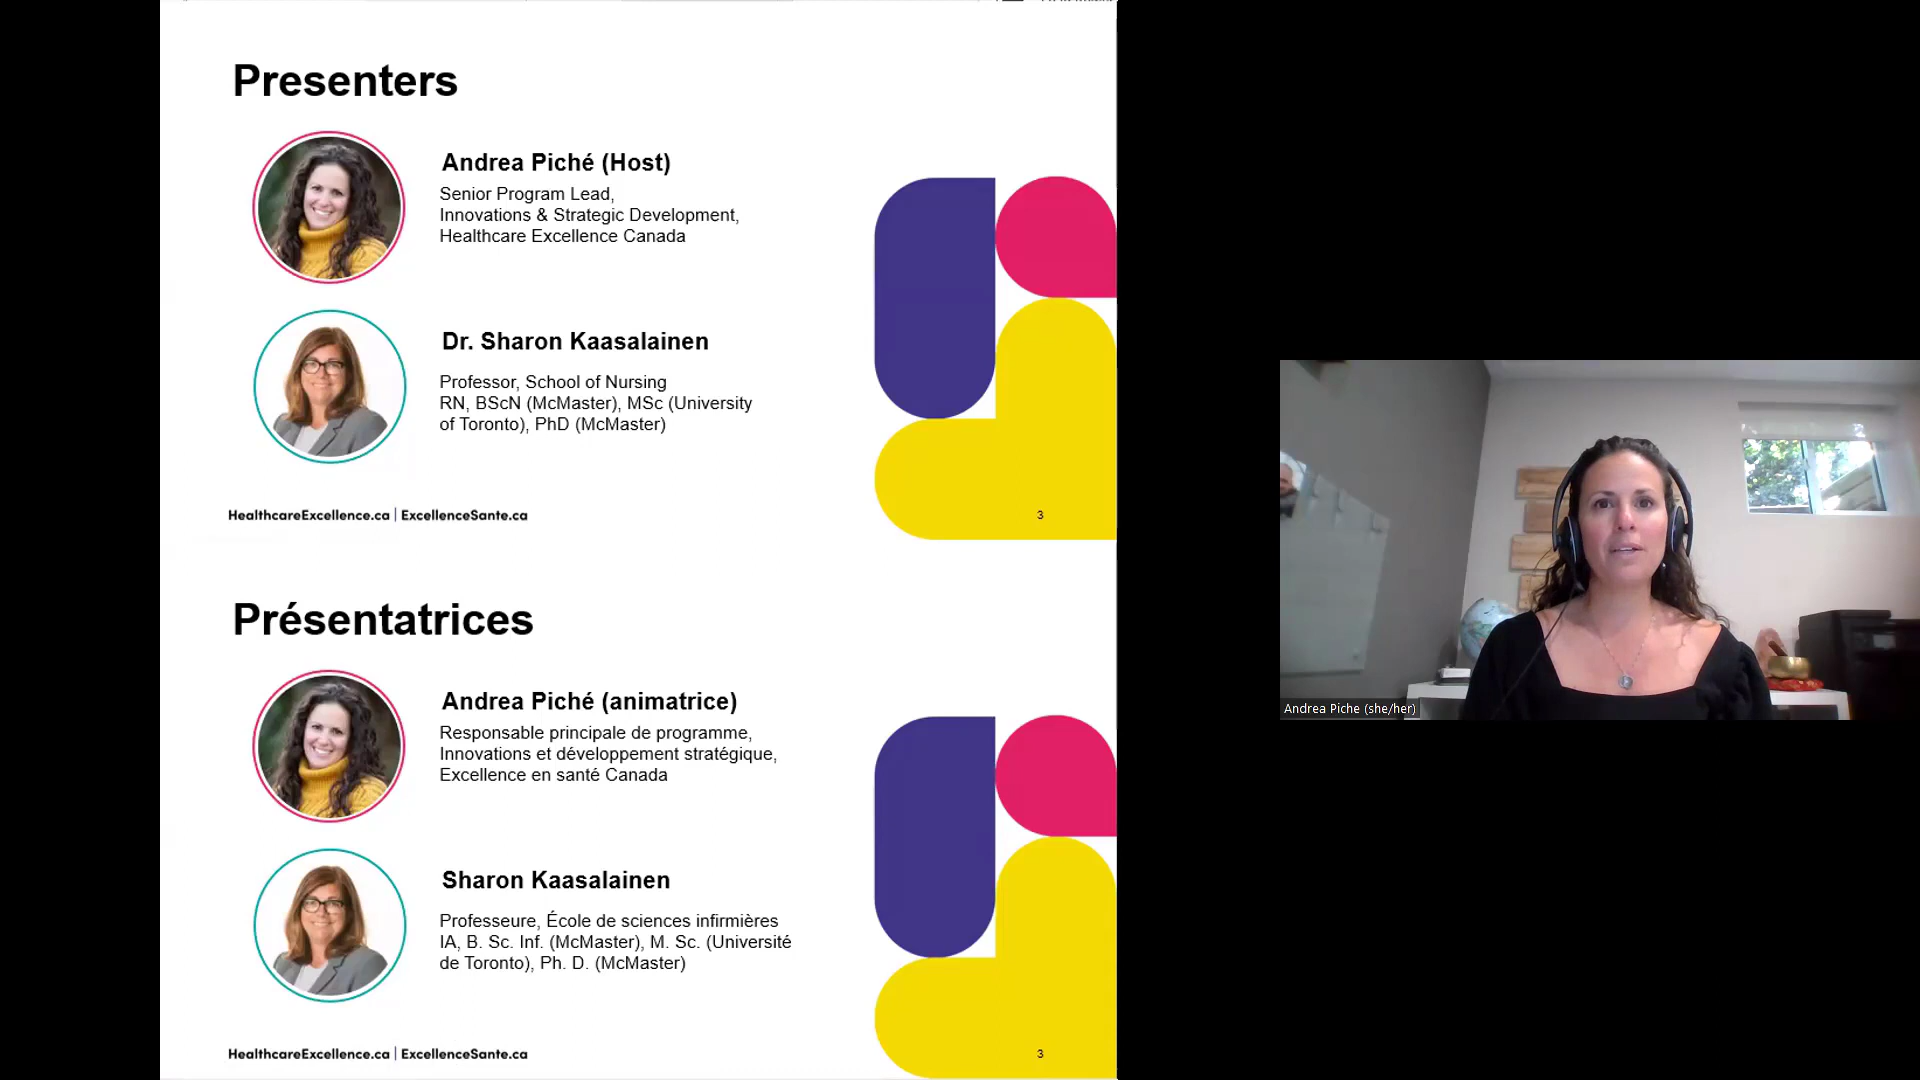 Presenters
Andrea Piché (Host)
Senior Program Lead,
Innovations & Strategic Development,
Healthcare Excellence Canada
Dr. Sharon Kaasalainen
Professor, School of Nursing
RN, BScN (McMaster), MSc (University
of Toronto), PhD (McMaster)
HealthcareExcellence.ca | ExcellenceSante.ca
3
Présentatrices
Andrea Piché (animatrice)
Responsable principale de programme,
Innovations et développement stratégique,
Excellence en santé Canada
Sharon Kaasalainen
Professeure, École de sciences infirmières
IA, B. Sc. Inf. (McMaster), M. Sc. (Université
de Toronto), Ph. D. (McMaster)
HealthcareExcellence.ca | ExcellenceSante.ca
3
Andrea Piche (she/her)